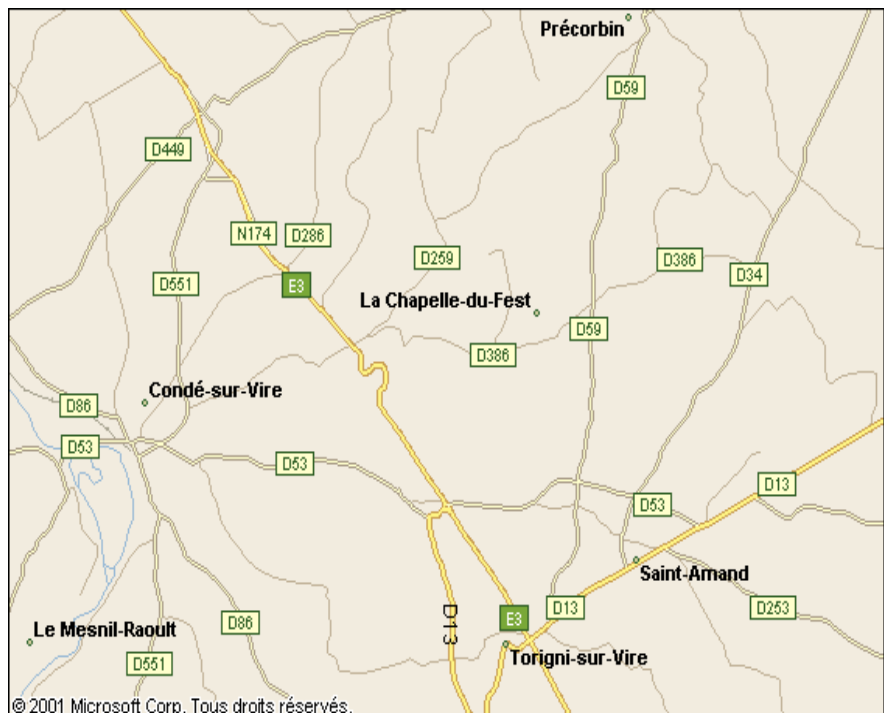 Précorbin
D59
D449
N174
D286
D259
D386
D34
D551
E3
La Chapelle-du-Fest
D59
D386
Condé-sur-Vire
D86
D53
D53
D13
D53
Saint-Amand
D13
D253
E3
D13
Le Mesnil-Raoult
D86
Torigni-sur-Vire
D551
© 2001 Microsoft Corp. Tous droits réservés.